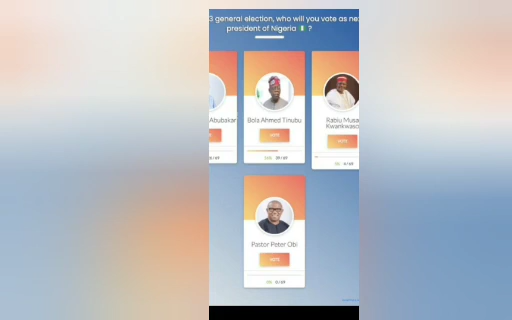 3 general election, who will you vote as nex
president of Nigeria ?
Abubakar
Bola Ahmed Tinubu
Rabiu Musa
Kwankwaso
VOTE
VOTE
Pastor Peter Obi
VOTE
0/69